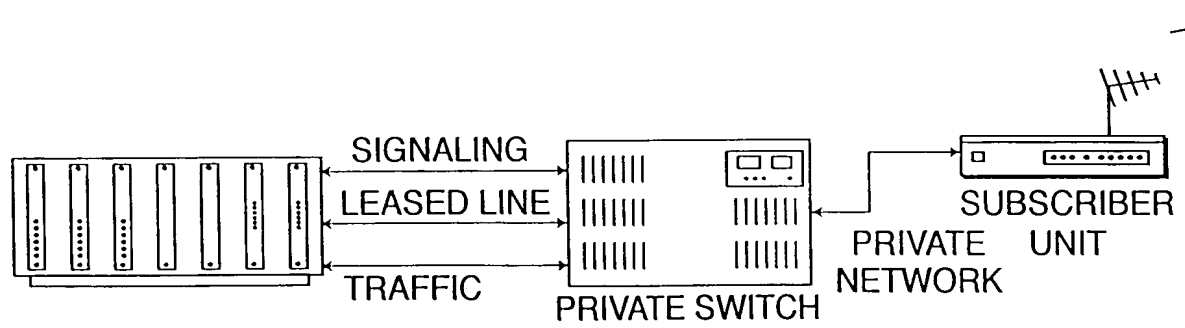 SIGNALING
LEASED LINE
TRAFFIC
PRIVATE SWITCH
PRIVATE
NETWORK
SUBSCRIBER
UNIT